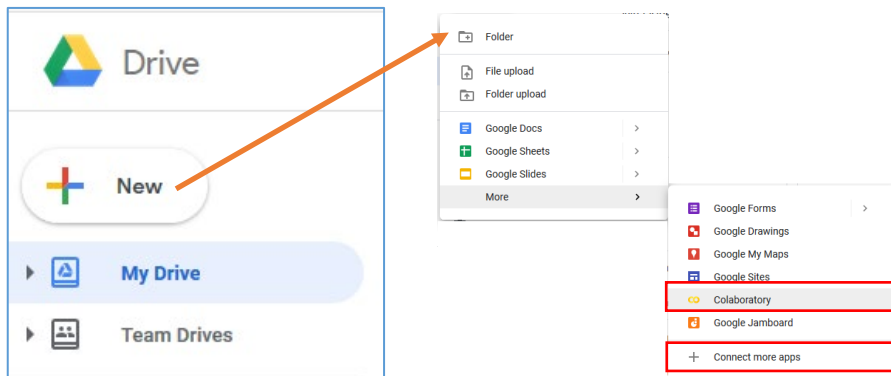 Drive
New
My Drive
Team Drives
Folder
File upload
Folder upload
Google Docs
Google Sheets
Google Slides
More
Google Forms
Google Drawings
Google My Maps
Google Sites
Colaboratory
Google Jamboard
Connect more apps